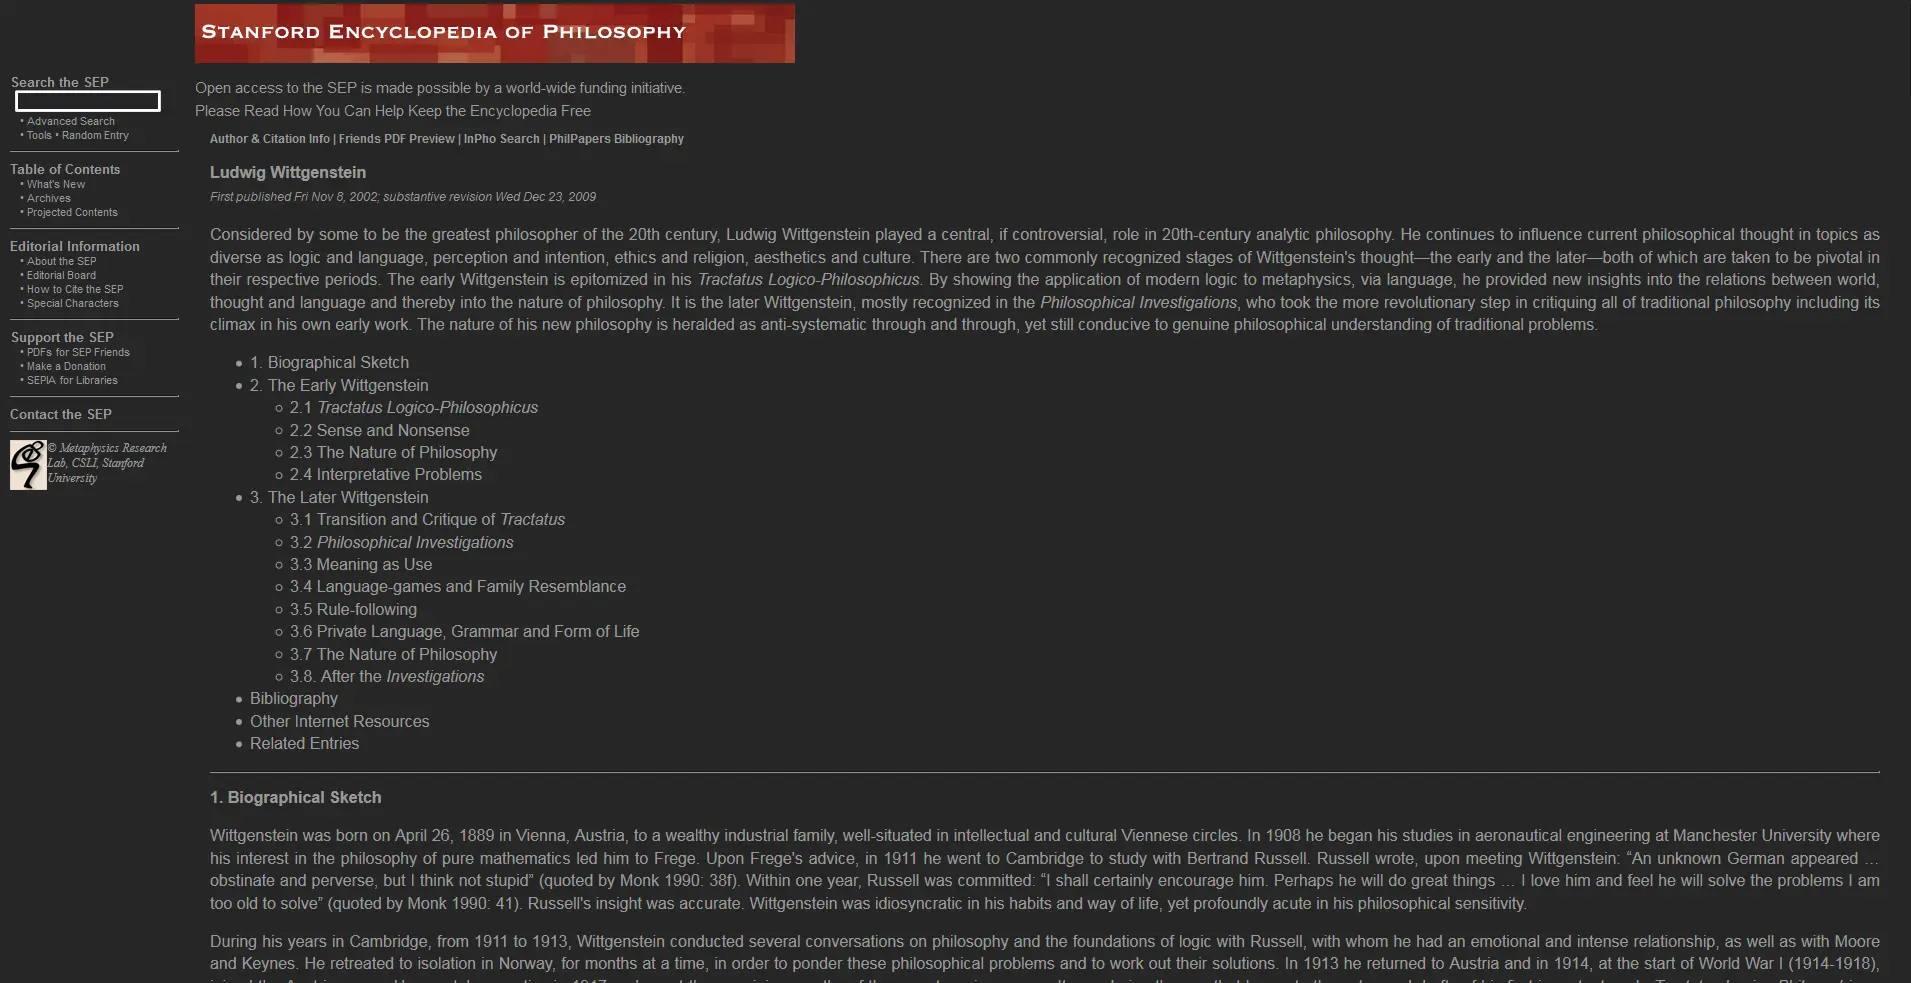 STANFORD ENCYCLOPEDIA OF PHILOSOPHY
Search the SEP
• Advanced Search
• Tools • Random Entry
Table of Contents
• What's New
• Archives
• Projected Contents
Editorial Information
• About the SEP
• Editorial Board
• How to Cite the SEP
• Special Characters
Support the SEP
• PDFs for SEP Friends
• Make a Donation
• SEPIA for Libraries
Contact the SEP
© Metaphysics Research
Lab, CSLI, Stanford
University
Open access to the SEP is made possible by a world-wide funding initiative.
Please Read How You Can Help Keep the Encyclopedia Free
Author & Citation Info | Friends PDF Preview | InPho Search | PhilPapers Bibliography
Ludwig Wittgenstein
First published Fri Nov 8, 2002; substantive revision Wed Dec 23, 2009
Considered by some to be the greatest philosopher of the 20th century, Ludwig Wittgenstein played a central, if controversial, role in 20th-century analytic philosophy. He continues to influence current philosophical thought in topics as
diverse as logic and language, perception and intention, ethics and religion, aesthetics and culture. There are two commonly recognized stages of Wittgenstein's thought—the early and the later—both of which are taken to be pivotal in
their respective periods. The early Wittgenstein is epitomized in his Tractatus Logico-Philosophicus. By showing the application of modern logic to metaphysics, via language, he provided new insights into the relations between world,
thought and language and thereby into the nature of philosophy. It is the later Wittgenstein, mostly recognized in the Philosophical Investigations, who took the more revolutionary step in critiquing all of traditional philosophy including its
climax in his own early work. The nature of his new philosophy is heralded as anti-systematic through and through, yet still conducive to genuine philosophical understanding of traditional problems.
• 1. Biographical Sketch
• 2. The Early Wittgenstein
○ 2.1 Tractatus Logico-Philosophicus
○ 2.2 Sense and Nonsense
○ 2.3 The Nature of Philosophy
○ 2.4 Interpretative Problems
• 3. The Later Wittgenstein
○ 3.1 Transition and Critique of Tractatus
○ 3.2 Philosophical Investigations
○ 3.3 Meaning as Use
○ 3.4 Language-games and Family Resemblance
○ 3.5 Rule-following
○ 3.6 Private Language, Grammar and Form of Life
○ 3.7 The Nature of Philosophy
○ 3.8. After the Investigations
• Bibliography
• Other Internet Resources
• Related Entries
1. Biographical Sketch
Wittgenstein was born on April 26, 1889 in Vienna, Austria, to a wealthy industrial family, well-situated in intellectual and cultural Viennese circles. In 1908 he began his studies in aeronautical engineering at Manchester University where
his interest in the philosophy of pure mathematics led him to Frege. Upon Frege's advice, in 1911 he went to Cambridge to study with Bertrand Russell. Russell wrote, upon meeting Wittgenstein: “An unknown German appeared …
obstinate and perverse, but I think not stupid” (quoted by Monk 1990: 38f). Within one year, Russell was committed: “I shall certainly encourage him. Perhaps he will do great things … I love him and feel he will solve the problems I am
too old to solve” (quoted by Monk 1990: 41). Russell's insight was accurate. Wittgenstein was idiosyncratic in his habits and way of life, yet profoundly acute in his philosophical sensitivity.
During his years in Cambridge, from 1911 to 1913, Wittgenstein conducted several conversations on philosophy and the foundations of logic with Russell, with whom he had an emotional and intense relationship, as well as with Moore
and Keynes. He retreated to isolation in Norway, for months at a time, in order to ponder these philosophical problems and to work out their solutions. In 1913 he returned to Austria and in 1914, at the start of World War I (1914-1918),